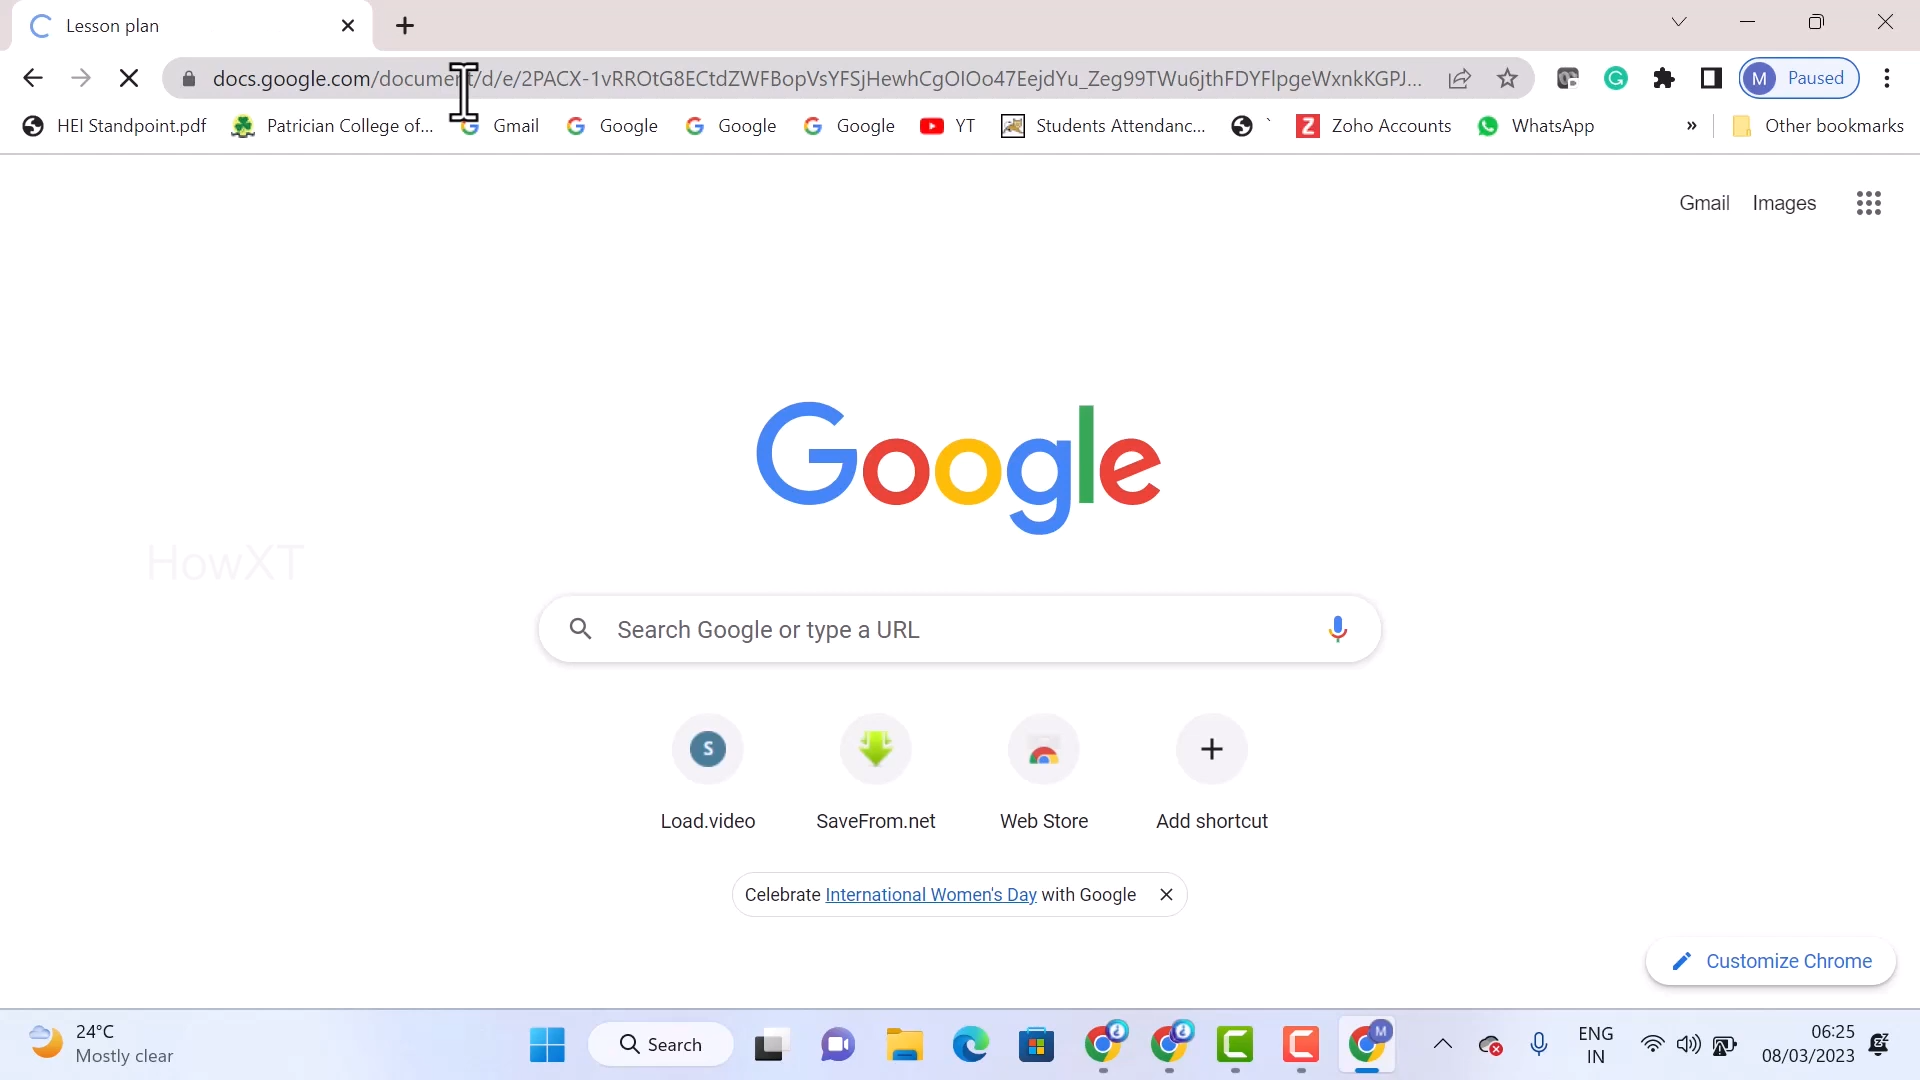 Lesson plan
docs.google.com/document/d/e/2PACX-1vRROtG8ECtdZWFBopVsYFSjHewhCgOIOo47EejdYu_Zeg99TWu6jthFDYFlpgeWxnkKGPJ...
M Paused
HEI Standpoint.pdf Patrician College of... Gmail Google Google Google YT Students Attendanc... ` Zoho Accounts WhatsApp » Other bookmarks
Gmail Images
Google
HowXT
Search Google or type a URL
S
Load.video SaveFrom.net Web Store Add shortcut
Celebrate International Women's Day with Google
Customize Chrome
24°C
Mostly clear
Search
M
ENG
IN
06:25
08/03/2023